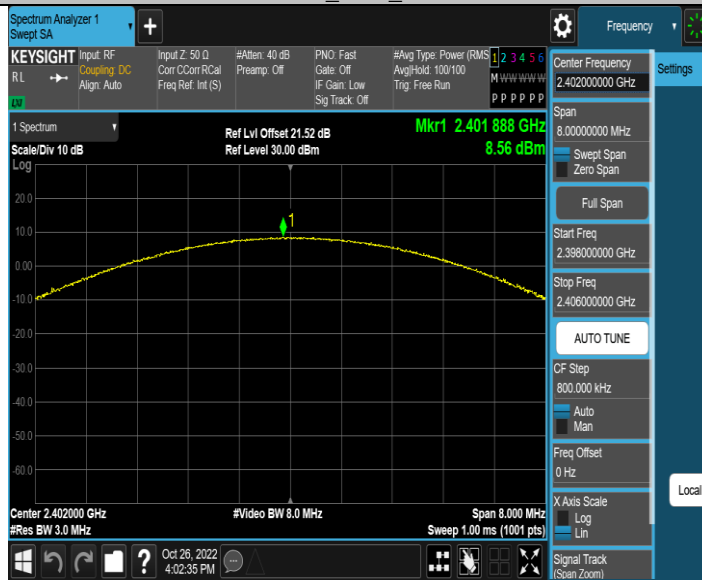 Spectrum Analyzer 1
Swept SA
+
Frequency
KEYSIGHT
RL
LXI
Input: RF
Coupling: DC
Align: Auto
Input Z: 50 Ω
Corr CCorr RCal
Freq Ref: Int (S)
#Atten: 40 dB
Preamp: Off
PNO: Fast
Gate: Off
IF Gain: Low
Sig Track: Off
#Avg Type: Power (RMS
Avg|Hold: 100/100
Trig: Free Run
1 2 3 4 5 6
M W W W W W
P P P P P P
1 Spectrum
Scale/Div 10 dB
Log
Ref Lvl Offset 21.52 dB
Ref Level 30.00 dBm
Mkr1 2.401 888 GHz
8.56 dBm
1
20.0
10.0
0.00
-10.0
-20.0
-30.0
-40.0
-50.0
-60.0
Center 2.402000 GHz
#Video BW 8.0 MHz
Span 8.000 MHz
#Res BW 3.0 MHz
Sweep 1.00 ms (1001 pts)
?
Oct 26, 2022
4:02:35 PM
Center Frequency
2.402000000 GHz
Settings
Span
8.00000000 MHz
Swept Span
Zero Span
Full Span
Start Freq
2.398000000 GHz
Stop Freq
2.406000000 GHz
AUTO TUNE
CF Step
800.000 kHz
Auto
Man
Freq Offset
0 Hz
Local
X Axis Scale
Log
Lin
Signal Track
(Span Zoom)